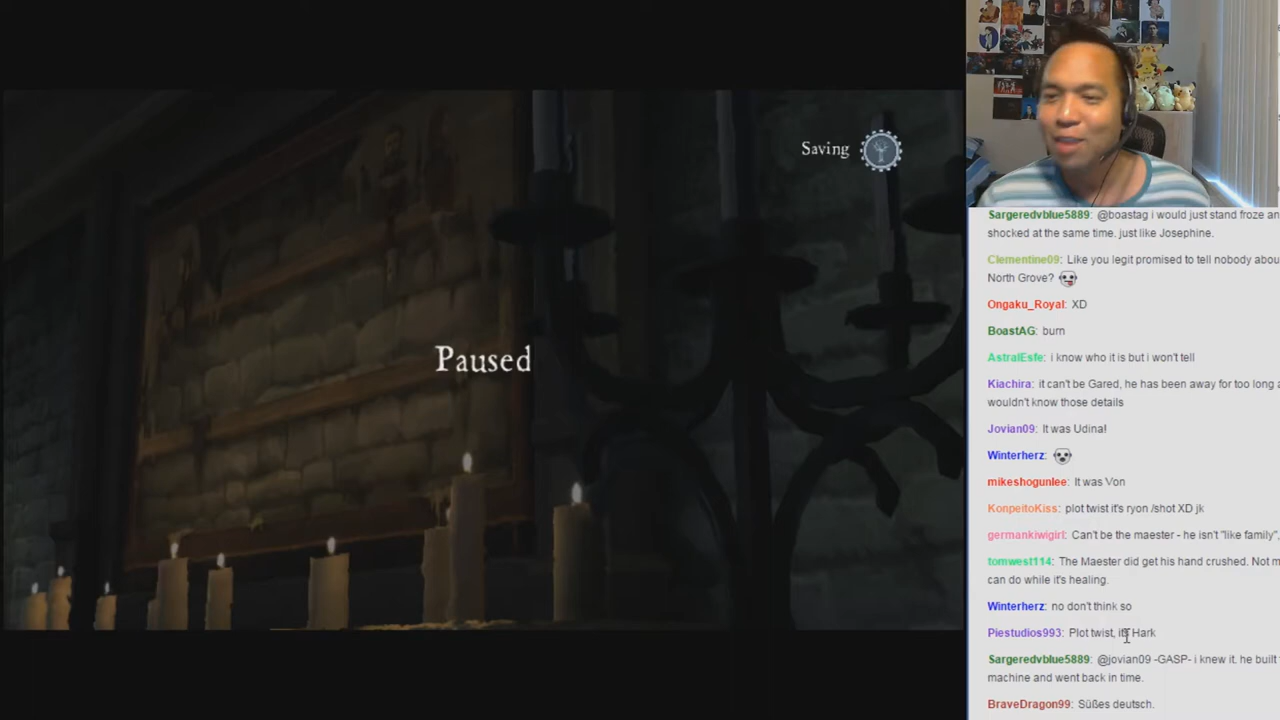 Saving
Paused
Sargeredvblue5889: @boastag i would just stand froze an
shocked at the same time. just like Josephine.
Clementine09: Like you legit promised to tell nobody abou
North Grove?
Ongaku_Royal: XD
BoastAG: burn
AstralEsfe: i know who it is but i won't tell
Kiachira: it can't be Gared, he has been away for too long a
wouldn't know those details
Jovian09: It was Udina!
Winterherz:
mikeshogunlee: It was Von
KonpeitoKiss: plot twist it's ryon /shot XD jk
germankiwigirl: Can't be the maester - he isn't "like family",
tomwest114: The Maester did get his hand crushed. Not m
can do while it's healing.
Winterherz: no don't think so
Piestudios993: Plot twist, it's Hark
Sargeredvblue5889: @jovian09 -GASP- i knew it. he built
machine and went back in time.
BraveDragon99: Süßes deutsch.